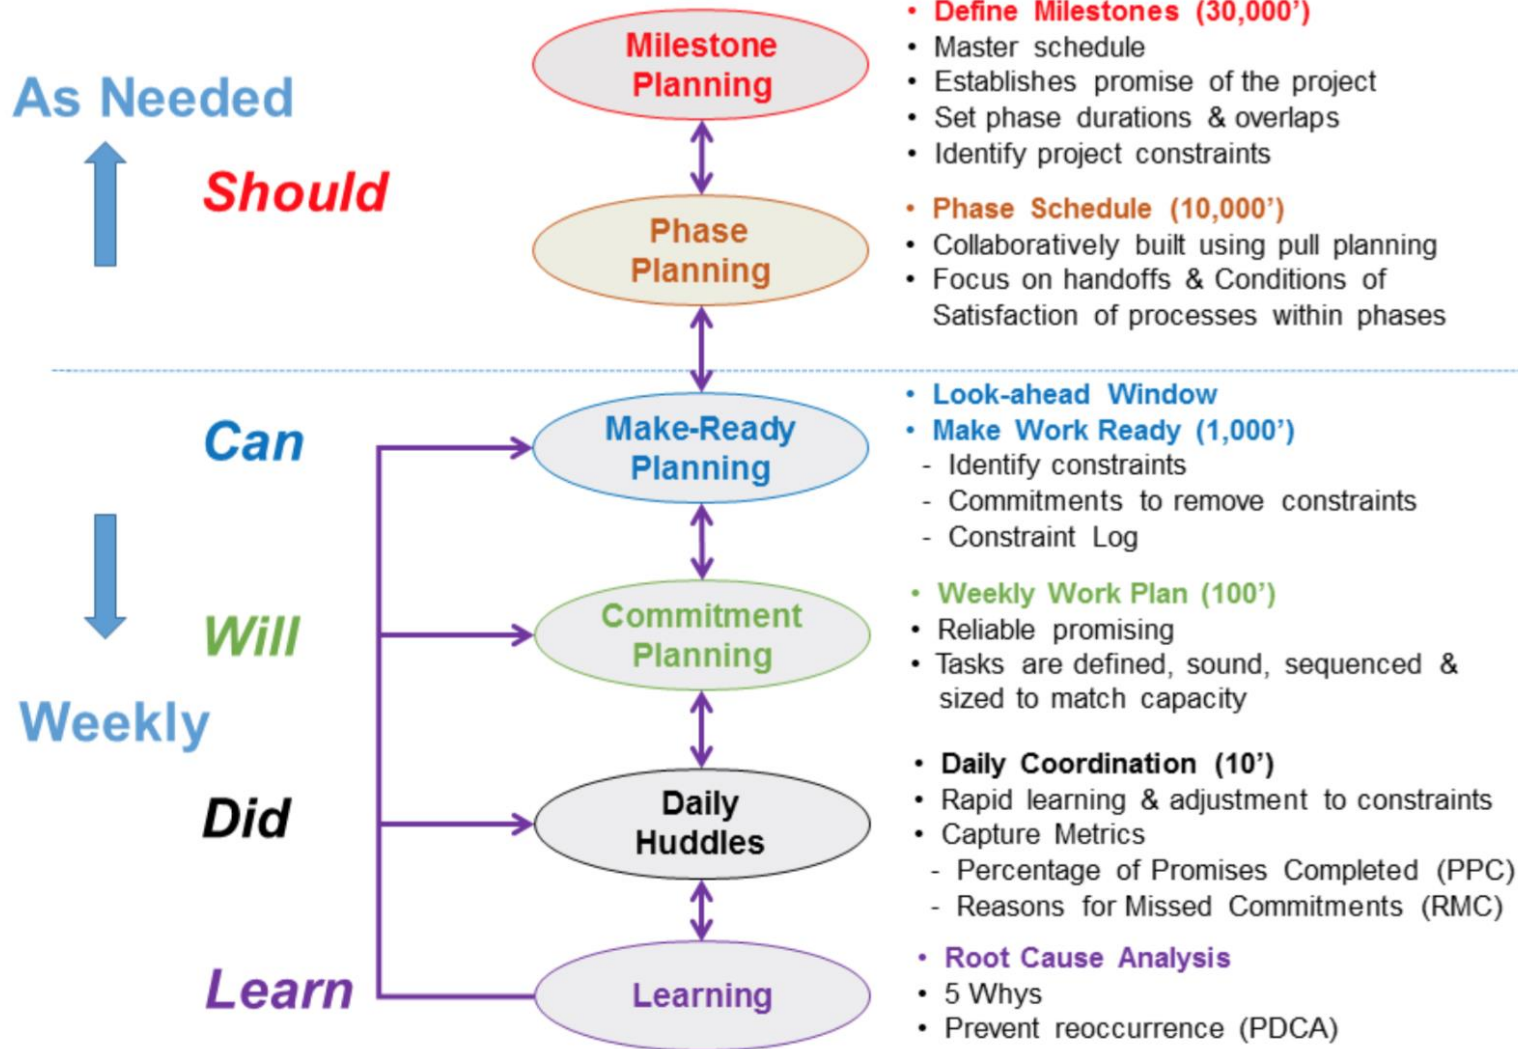 As Needed
Should
Milestone
Planning
• Define Milestones (30,000’)
• Master schedule
• Establishes promise of the project
• Set phase durations & overlaps
• Identify project constraints
Phase
Planning
• Phase Schedule (10,000’)
• Collaboratively built using pull planning
• Focus on handoffs & Conditions of
Satisfaction of processes within phases
Can
Make-Ready
Planning
• Look-ahead Window
• Make Work Ready (1,000’)
- Identify constraints
- Commitments to remove constraints
- Constraint Log
Will
Commitment
Planning
• Weekly Work Plan (100’)
• Reliable promising
• Tasks are defined, sound, sequenced &
sized to match capacity
Weekly
Did
Daily
Huddles
• Daily Coordination (10’)
• Rapid learning & adjustment to constraints
• Capture Metrics
- Percentage of Promises Completed (PPC)
- Reasons for Missed Commitments (RMC)
Learn
Learning
• Root Cause Analysis
• 5 Whys
• Prevent reoccurrence (PDCA)